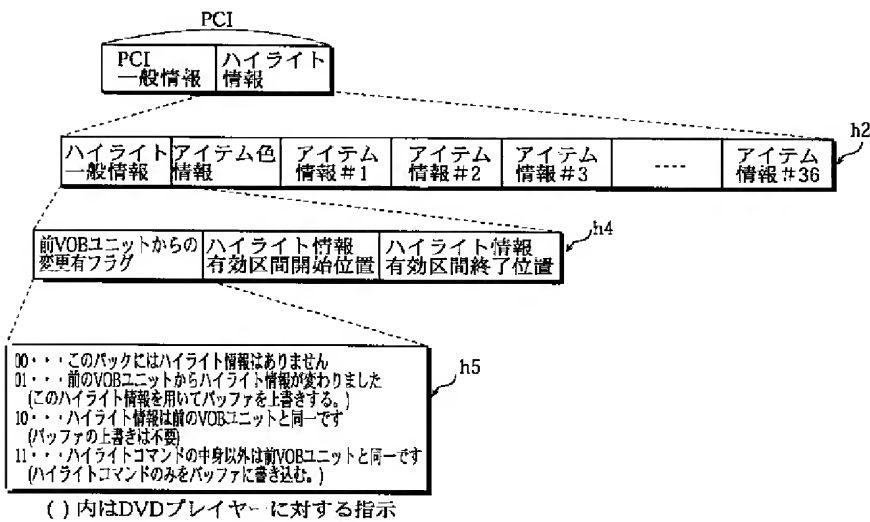 PCI
PCI
一般情報
ハイライト
情報
h2
ハイライト
一般情報
アイテム色
情報
アイテム
情報#1
アイテム
情報#2
アイテム
情報#3
----
アイテム
情報#36
h4
前VOBユニットからの
変更有フラグ
ハイライト情報
有効区間開始位置
ハイライト情報
有効区間終了位置
h5
00・・・このパックにはハイライト情報はありません
01・・・前のVOBユニットからハイライト情報が変わりました
(このハイライト情報を用いてバッファを上書きする。)
10・・・ハイライト情報は前のVOBユニットと同一です
(バッファの上書きは不要)
11・・・ハイライトコマンドの中身以外は前VOBユニットと同一です
(ハイライトコマンドのみをバッファに書き込む。)
( ) 内はDVDプレイヤーに対する指示